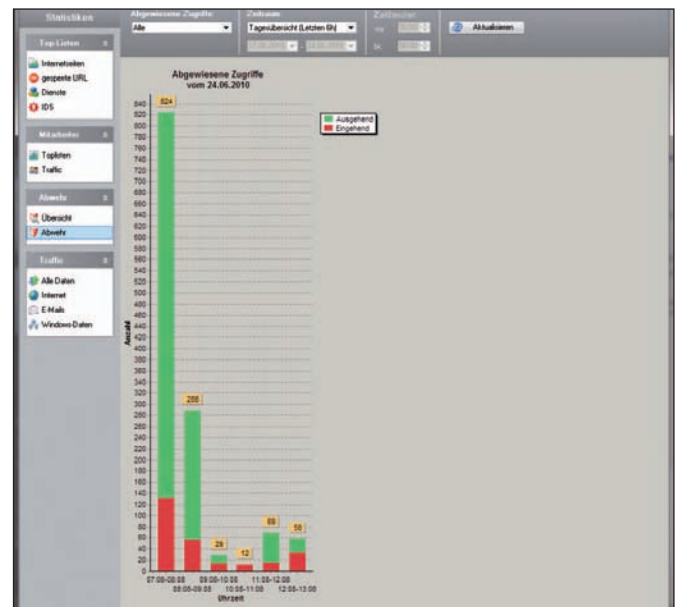 Statistiken
Abgewiesene Zugriffe:
Alle
Zeitraum:
Tagesübersicht (Letzten 6h)
Aktualisieren
Top Listen
Internetseiten
gesperrte URL
Dienste
IDS
Mitarbeiter
Toplisten
Traffic
Abwehr
Übersicht
Abwehr
Traffic
Alle Daten
Internet
E-Mails
Windows-Daten
Abgewiesene Zugriffe
vom 24.06.2010
Ausgehend
Eingehend
Anzahl
840
820
800
780
760
740
720
700
680
660
640
620
600
580
560
540
520
500
480
460
440
420
400
380
360
340
320
300
280
260
240
220
200
180
160
140
120
100
80
60
40
20
0
824
28
12
07:00-08:00 09:00-10:00 11:00-12:00
08:00-09:00 10:00-11:00 12:00-13:00
Uhrzeit